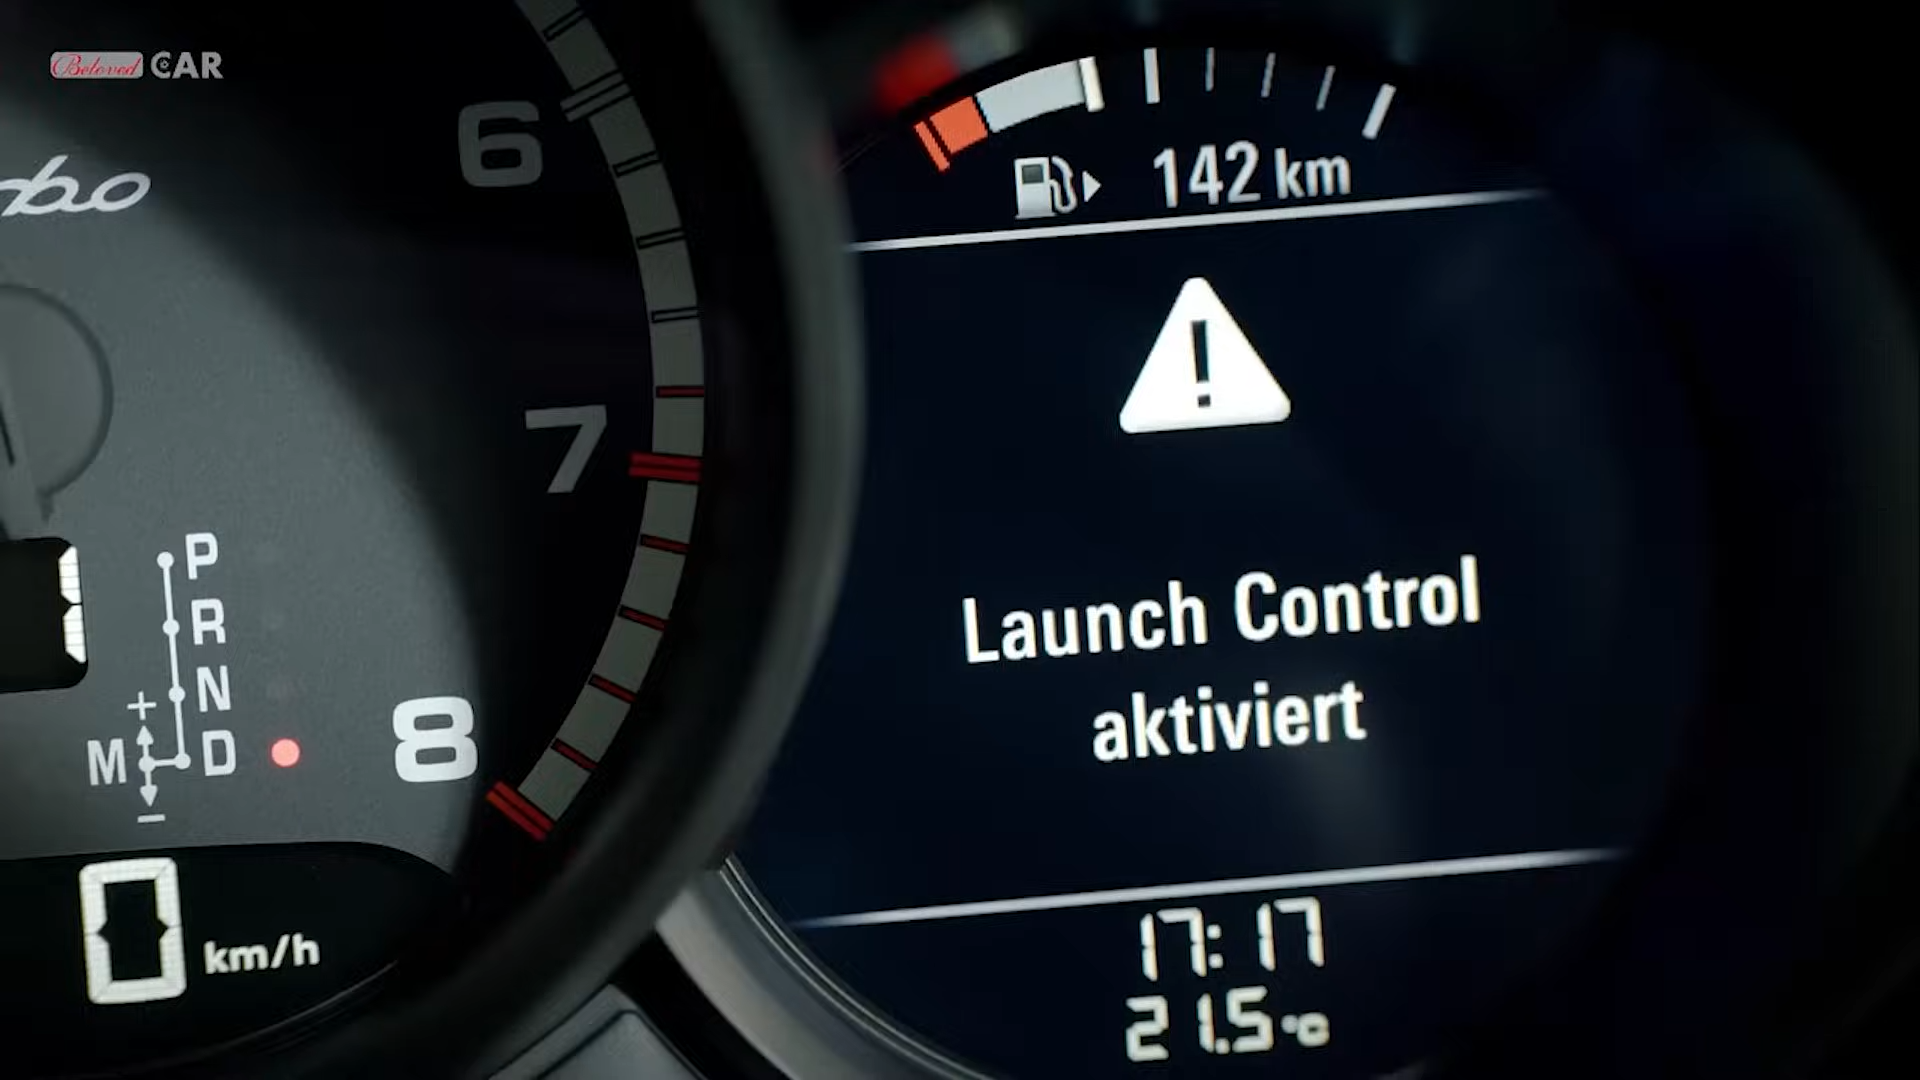 Beloved CAR
6
142 km
7
P
R
N
+
M D
8
−
Launch Control
aktiviert
0 km/h
17:17
21.5 °C